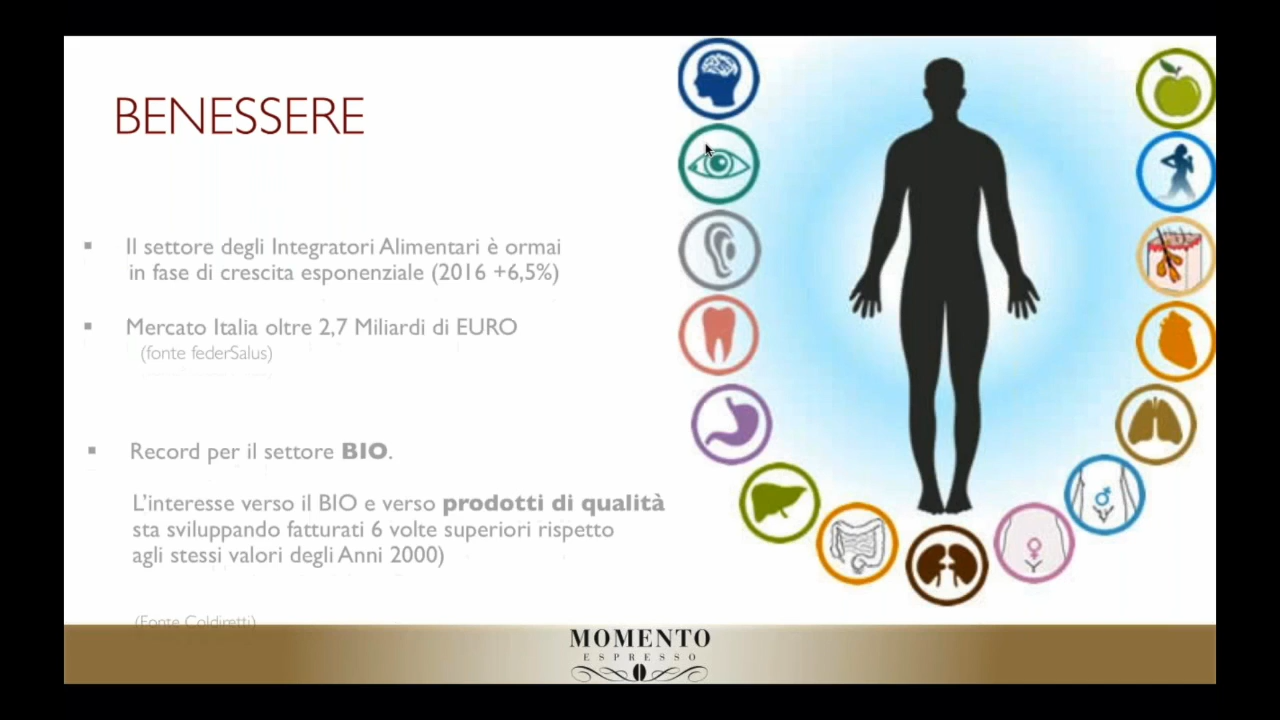 BENESSERE
▪ Il settore degli Integratori Alimentari è ormai
in fase di crescita esponenziale (2016 +6,5%)
▪ Mercato Italia oltre 2,7 Miliardi di EURO
(fonte federSalus)
▪ Record per il settore BIO.
L'interesse verso il BIO e verso prodotti di qualità
sta sviluppando fatturati 6 volte superiori rispetto
agli stessi valori degli Anni 2000)
(Fonte Coldiretti)
MOMENTO
ESPRESSO